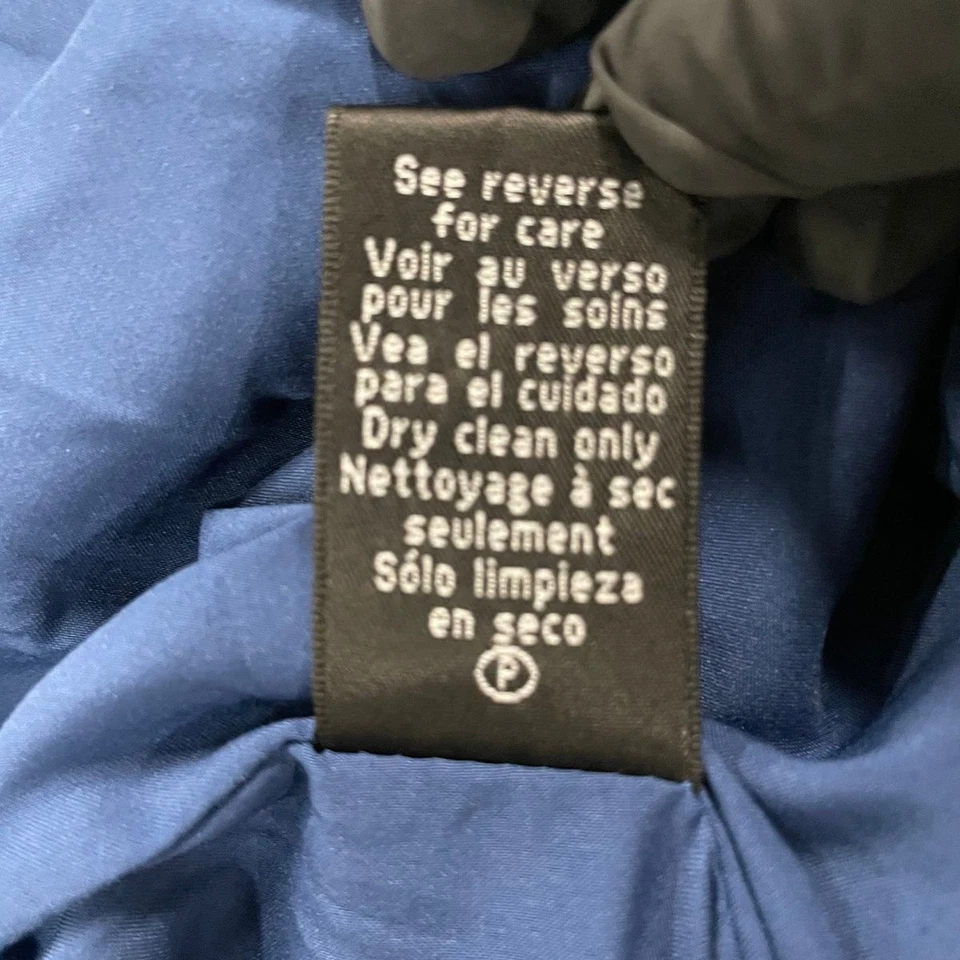 See reverse
for care
Voir au verso
pour les soins
Vea el reverso
para el cuidado
Dry clean only
Nettoyage à sec
seulement
Sólo limpieza
en seco
P